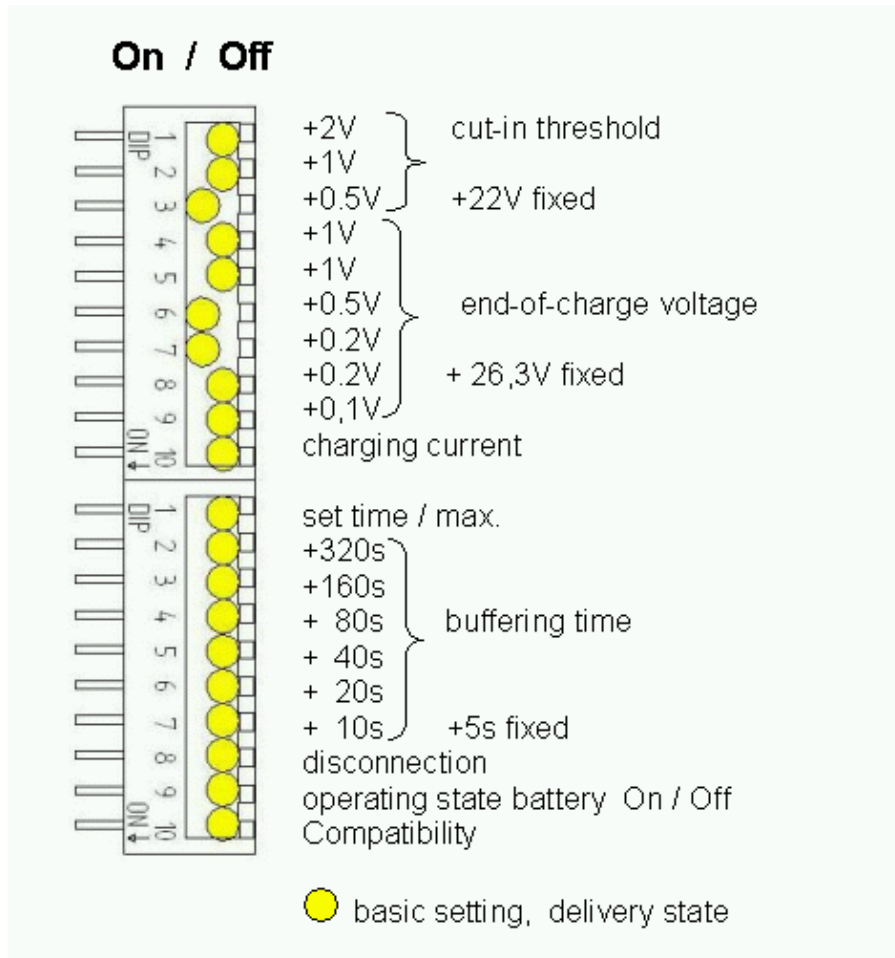 On / Off
DIP
1 +2V cut-in threshold
2 +1V
3 +0.5V +22V fixed
4 +1V
5 +1V
6 +0.5V end-of-charge voltage
7 +0.2V
8 +0.2V + 26,3V fixed
9 +0,1V
ON 10 charging current
DIP
1 set time / max.
2 +320s
3 +160s
4 + 80s buffering time
5 + 40s
6 + 20s
7 + 10s +5s fixed
8 disconnection
9 operating state battery On / Off
ON 10 Compatibility
basic setting, delivery state